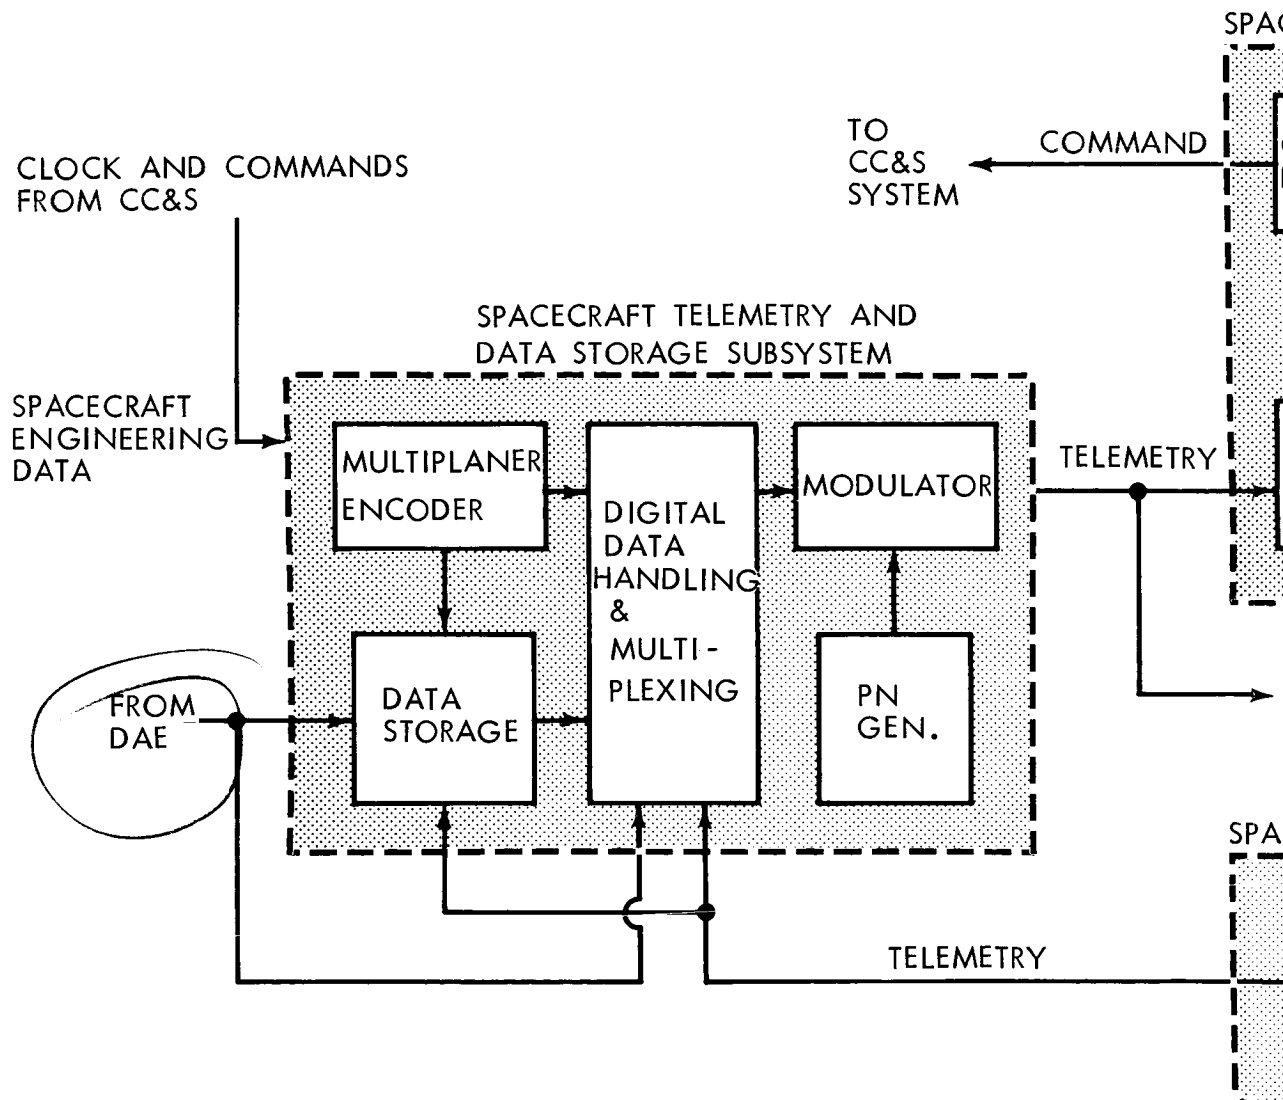 SPAC
TO
CC&S
SYSTEM
COMMAND
CLOCK AND COMMANDS
FROM CC&S
SPACECRAFT TELEMETRY AND
DATA STORAGE SUBSYSTEM
SPACECRAFT
ENGINEERING
DATA
MULTIPLANER
ENCODER
DIGITAL
DATA
HANDLING
&
MULTI-
PLEXING
MODULATOR
TELEMETRY
FROM
DAE
DATA
STORAGE
PN
GEN.
SPA
TELEMETRY